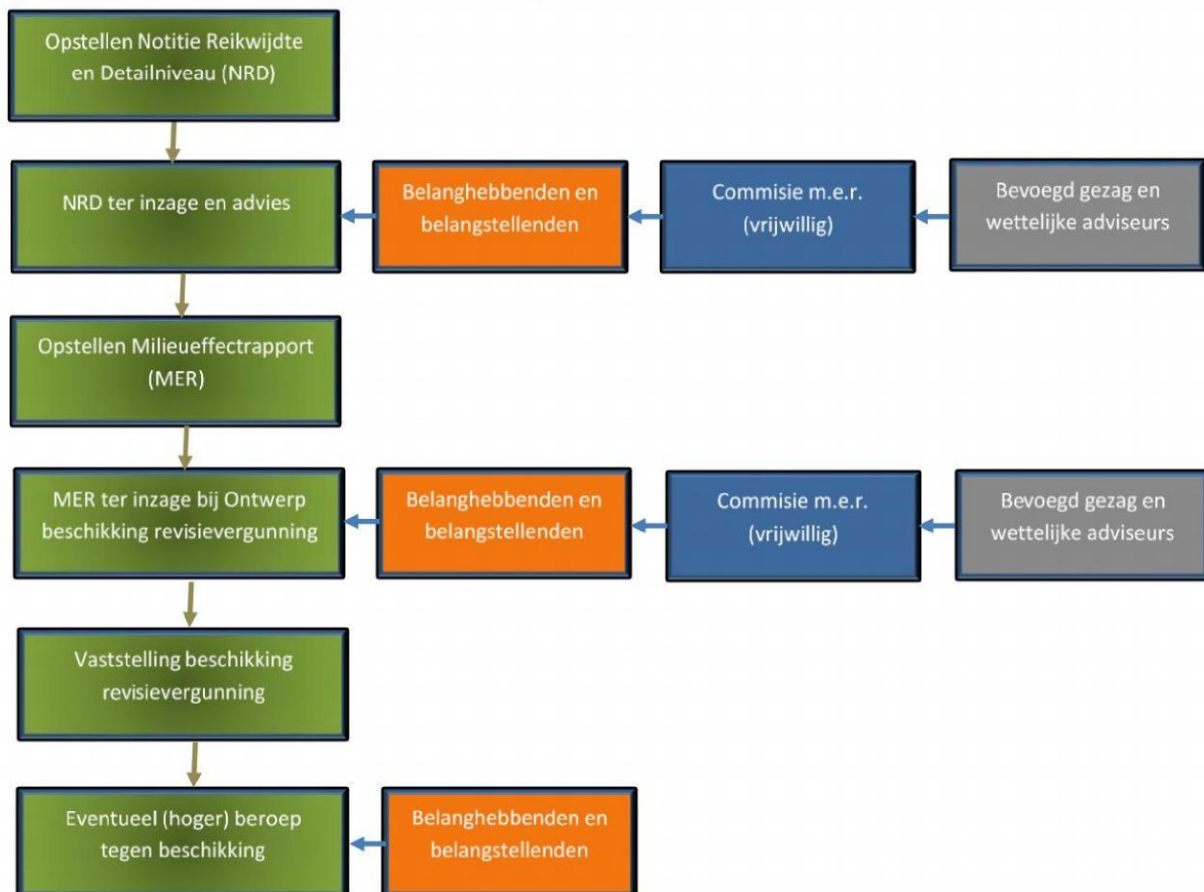 Opstellen Notitie Reikwijdte
en Detailniveau (NRD)
NRD ter inzage en advies
Belanghebbenden en
belangstellenden
Commisie m.e.r.
(vrijwillig)
Bevoegd gezag en
wettelijke adviseurs
Opstellen Milieueffectrapport
(MER)
MER ter inzage bij Ontwerp
beschikking revisievergunning
Belanghebbenden en
belangstellenden
Commisie m.e.r.
(vrijwillig)
Bevoegd gezag en
wettelijke adviseurs
Vaststelling beschikking
revisievergunning
Eventueel (hoger) beroep
tegen beschikking
Belanghebbenden en
belangstellenden